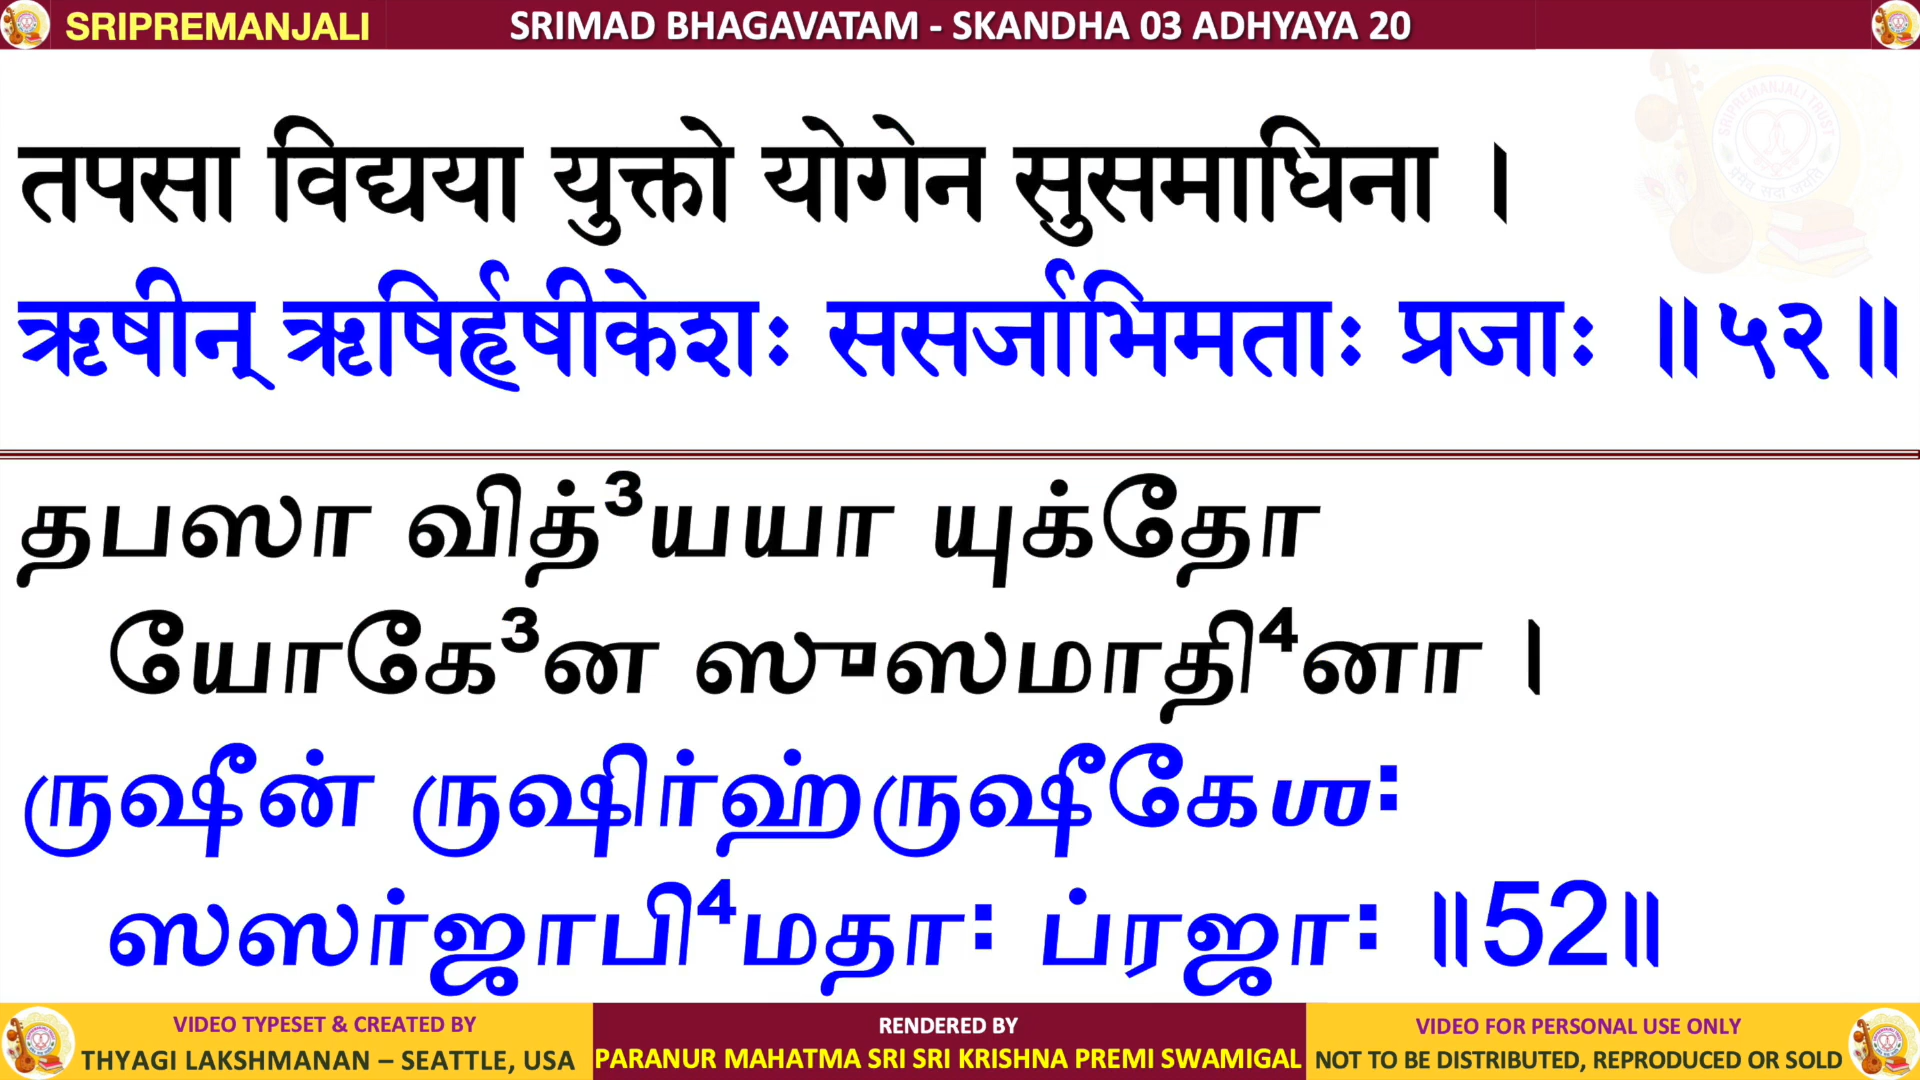 SRIPREMANJALI
SRIMAD BHAGAVATAM - SKANDHA 03 ADHYAYA 20
तपसा विद्यया युक्तो योगेन सुसमाधिना ।
ऋषीन् ऋषिर्हृषीकेशः ससर्जाभिमताः प्रजाः ॥५२॥
தபஸா வித்³யயா யுக்தோ
யோகே³ன ஸுஸமாதி⁴னா ।
ருஷீன் ருஷிர்ஹ்ருஷீகேஶ꞉
ஸஸர்ஜாபி⁴மதா꞉ ப்ரஜா꞉ ॥52॥
VIDEO TYPESET & CREATED BY
THYAGI LAKSHMANAN – SEATTLE, USA
RENDERED BY
PARANUR MAHATMA SRI SRI KRISHNA PREMI SWAMIGAL
VIDEO FOR PERSONAL USE ONLY
NOT TO BE DISTRIBUTED, REPRODUCED OR SOLD